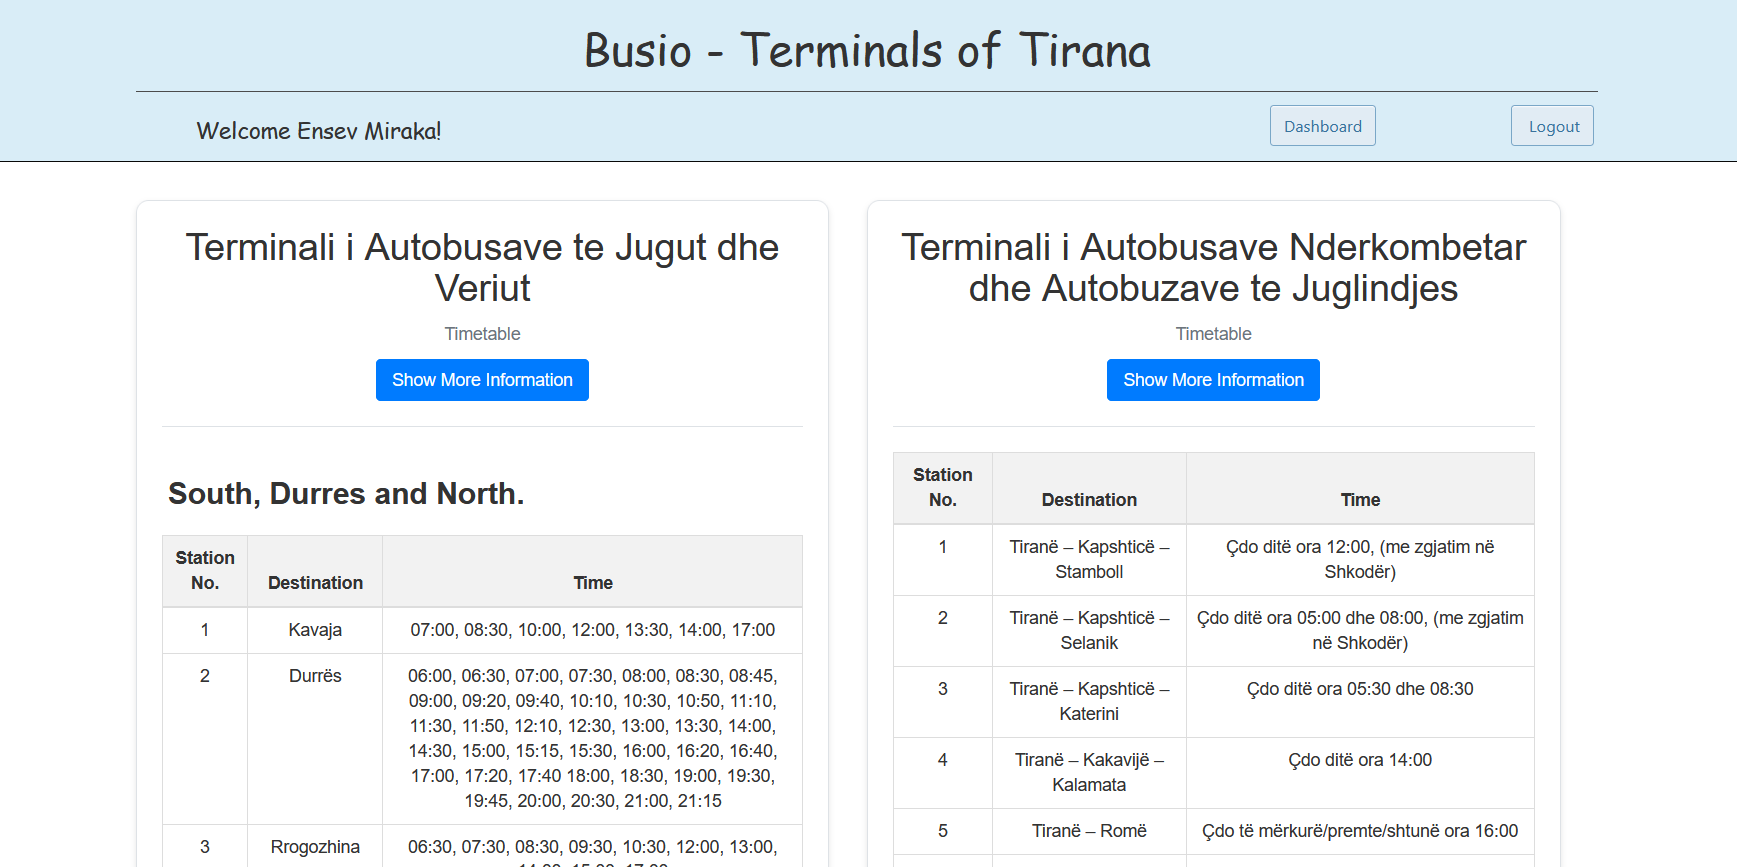 Busio - Terminals of Tirana
Welcome Ensev Miraka!
Dashboard
Logout
Terminali i Autobusave te Jugut dhe
Veriut
Timetable
Show More Information
South, Durres and North.
Station
No.
Destination
Time
1
Kavaja
07:00, 08:30, 10:00, 12:00, 13:30, 14:00, 17:00
2
Durrës
06:00, 06:30, 07:00, 07:30, 08:00, 08:30, 08:45,
09:00, 09:20, 09:40, 10:10, 10:30, 10:50, 11:10,
11:30, 11:50, 12:10, 12:30, 13:00, 13:30, 14:00,
14:30, 15:00, 15:15, 15:30, 16:00, 16:20, 16:40,
17:00, 17:20, 17:40 18:00, 18:30, 19:00, 19:30,
19:45, 20:00, 20:30, 21:00, 21:15
3
Rrogozhina
06:30, 07:30, 08:30, 09:30, 10:30, 12:00, 13:00,
Terminali i Autobusave Nderkombetar
dhe Autobuzave te Juglindjes
Timetable
Show More Information
Station
No.
Destination
Time
1
Tiranë – Kapshticë –
Stamboll
Çdo ditë ora 12:00, (me zgjatim në
Shkodër)
2
Tiranë – Kapshticë –
Selanik
Çdo ditë ora 05:00 dhe 08:00, (me zgjatim
në Shkodër)
3
Tiranë – Kapshticë –
Katerini
Çdo ditë ora 05:30 dhe 08:30
4
Tiranë – Kakavijë –
Kalamata
Çdo ditë ora 14:00
5
Tiranë – Romë
Çdo të mërkurë/premte/shtunë ora 16:00